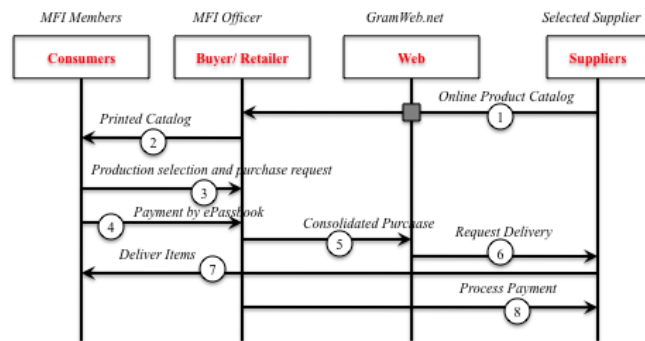 MFI Members MFI Officer GramWeb.net Selected Supplier
Consumers Buyer/ Retailer Web Suppliers
Online Product Catalog
1
Printed Catalog
2
Production selection and purchase request
3
Payment by ePassbook
4
Consolidated Purchase
5
Request Delivery
6
Deliver Items
7
Process Payment
8